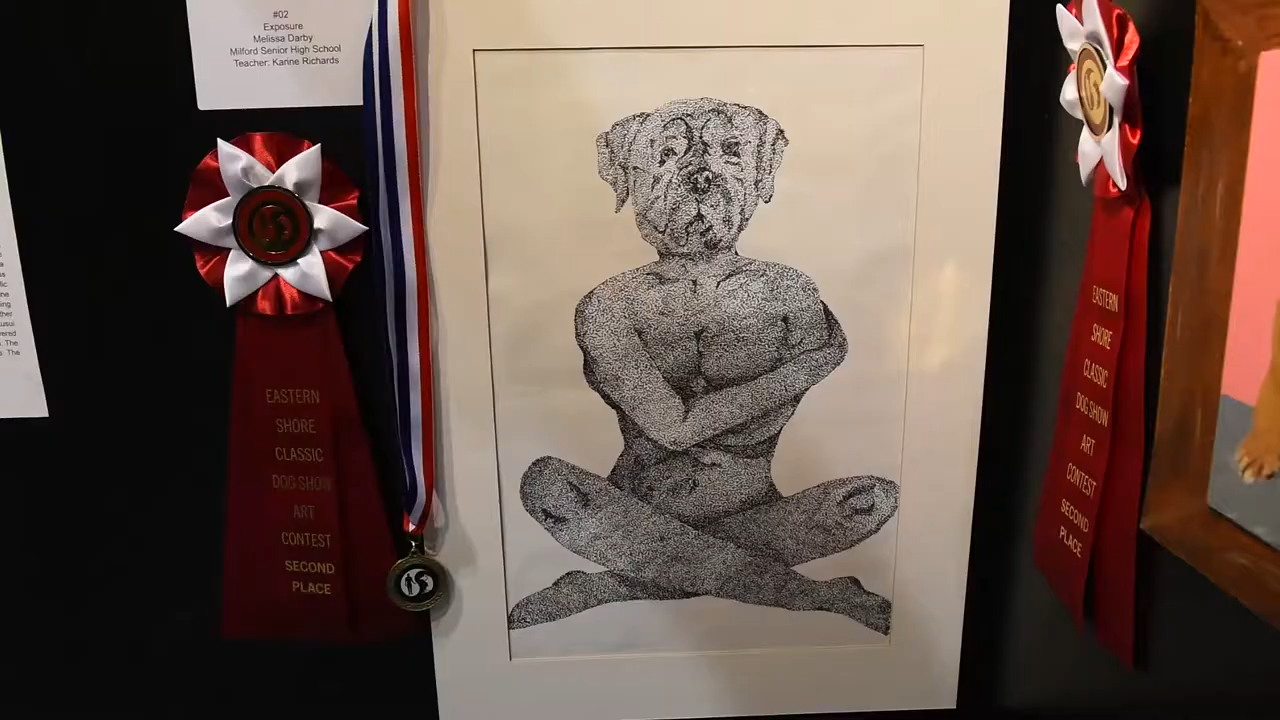 #02
Exposure
Melissa Darby
Milford Senior High School
Teacher: Karine Richards
EASTERN
SHORE
CLASSIC
DOG SHOW
ART
CONTEST
SECOND
PLACE
EASTERN
SHORE
CLASSIC
DOG SHOW
ART
CONTEST
SECOND
PLACE